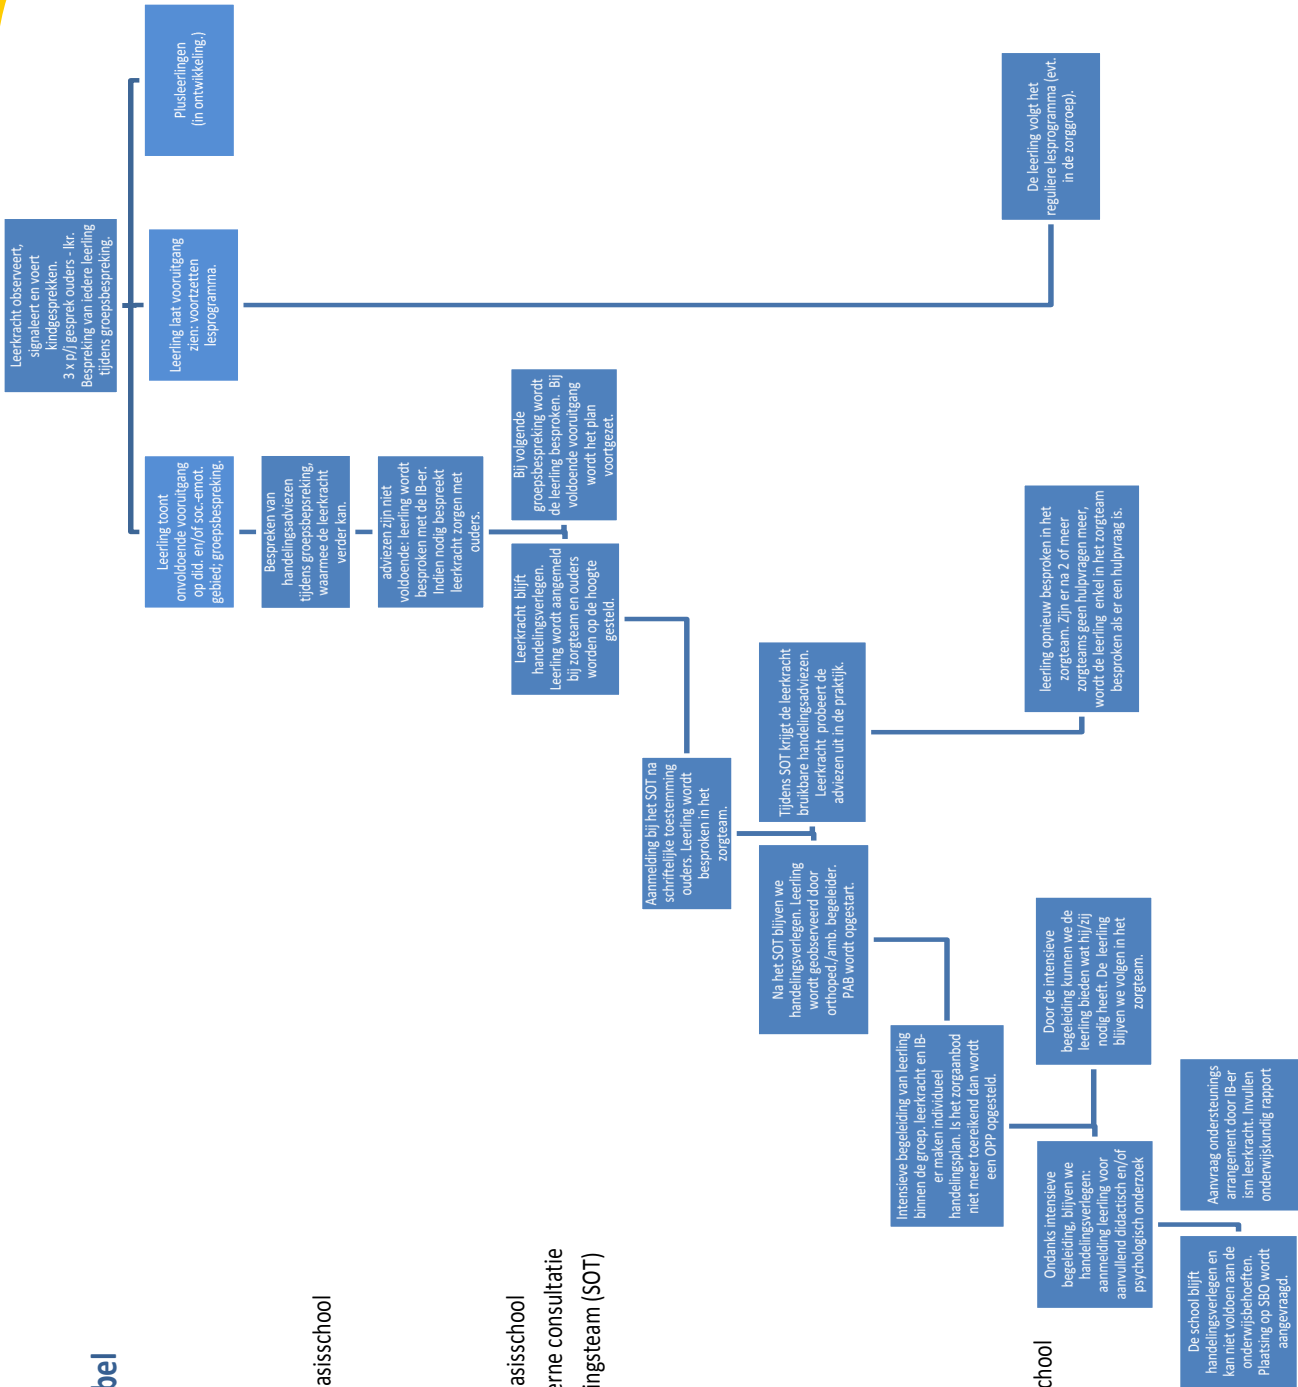 bel
asisschool
asisschool
erne consultatie
ingsteam (SOT)
chool
Leerkracht observeert,
signaleert en voert
kindgesprekken.
3 x p/j gesprek ouders - lkr.
Bespreking van iedere leerling
tijdens groepsbespreking.
Leerling toont
onvoldoende vooruitgang
op did. en/of soc.-emot.
gebied; groepsbespreking.
Leerling laat vooruitgang
zien: voortzetten
lesprogramma.
Plusleerlingen
(in ontwikkeling.)
Bespreken van
handelingsadviezen
tijdens groepsbepsreking,
waarmee de leerkracht
verder kan.
adviezen zijn niet
voldoende: leerling wordt
besproken met de IB-er.
Indien nodig bespreekt
leerkracht zorgen met
ouders.
Leerkracht blijft
handelingsverlegen.
Leerling wordt aangemeld
bij zorgteam en ouders
worden op de hoogte
gesteld.
Bij volgende
groepsbespreking wordt
de leerling besproken. Bij
voldoende vooruitgang
wordt het plan
voortgezet.
Aanmelding bij het SOT na
schriftelijke toestemming
ouders. Leerling wordt
besproken in het
zorgteam.
Na het SOT blijven we
handelingsverlegen. Leerling
wordt geobserveerd door
orthoped./amb. begeleider.
PAB wordt opgestart.
Tijdens SOT krijgt de leerkracht
bruikbare handelingsadviezen.
Leerkracht probeert de
adviezen uit in de praktijk.
Intensieve begeleiding van leerling
binnen de groep. leerkracht en IB-
er maken individueel
handelingsplan. Is het zorgaanbod
niet meer toereikend dan wordt
een OPP opgesteld.
De leerling volgt het
reguliere lesprogramma (evt.
in de zorggroep).
leerling opnieuw besproken in het
zorgteam. Zijn er na 2 of meer
zorgteams geen hulpvragen meer,
wordt de leerling enkel in het zorgteam
besproken als er een hulpvraag is.
Ondanks intensieve
begeleiding, blijven we
handelingsverlegen:
aanmelding leerling voor
aanvullend didactisch en/of
psychologisch onderzoek
Door de intensieve
begeleiding kunnen we de
leerling bieden wat hij/zij
nodig heeft. De leerling
blijven we volgen in het
zorgteam.
De school blijft
handelingsverlegen en
kan niet voldoen aan de
onderwijsbehoeften.
Plaatsing op SBO wordt
aangevraagd.
Aanvraag ondersteunings
arrangement door IB-er
ism leerkracht. Invullen
onderwijskundig rapport